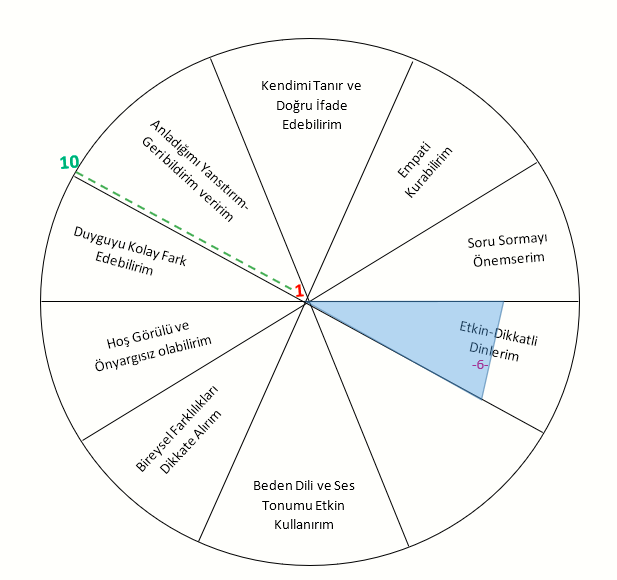 Kendimi Tanır ve
Doğru İfade
Edebilirim
Empati
Kurabilirim
Soru Sormayı
Önemserim
Etkin-Dikkatli
Dinlerim
-6-
Beden Dili ve Ses
Tonumu Etkin
Kullanırım
Bireysel Farklılıkları
Dikkate Alırım
Hoş Görülü ve
Önyargısız olabilirim
Duyguyu Kolay Fark
Edebilirim
Anladığımı Yansıtırım-
Geri bildirim veririm
10
1